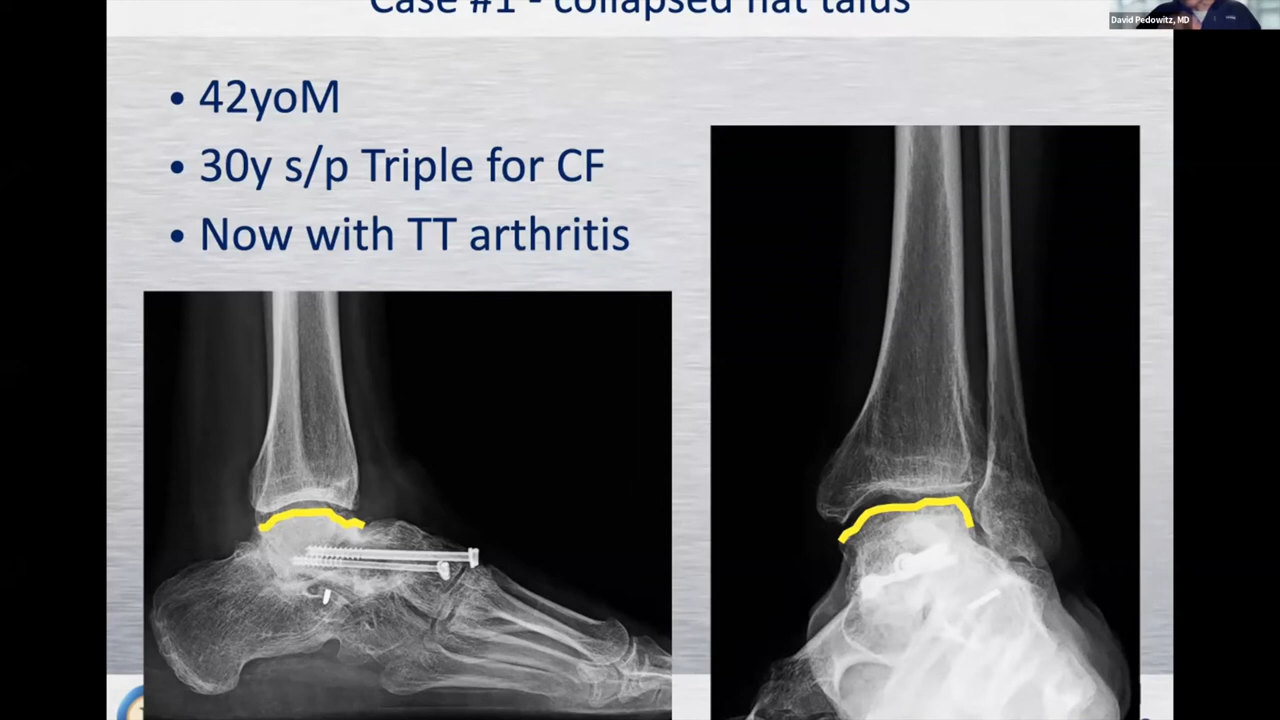 Case #1 - collapsed flat talus
David Pedowitz, MD
• 42yoM
• 30y s/p Triple for CF
• Now with TT arthritis